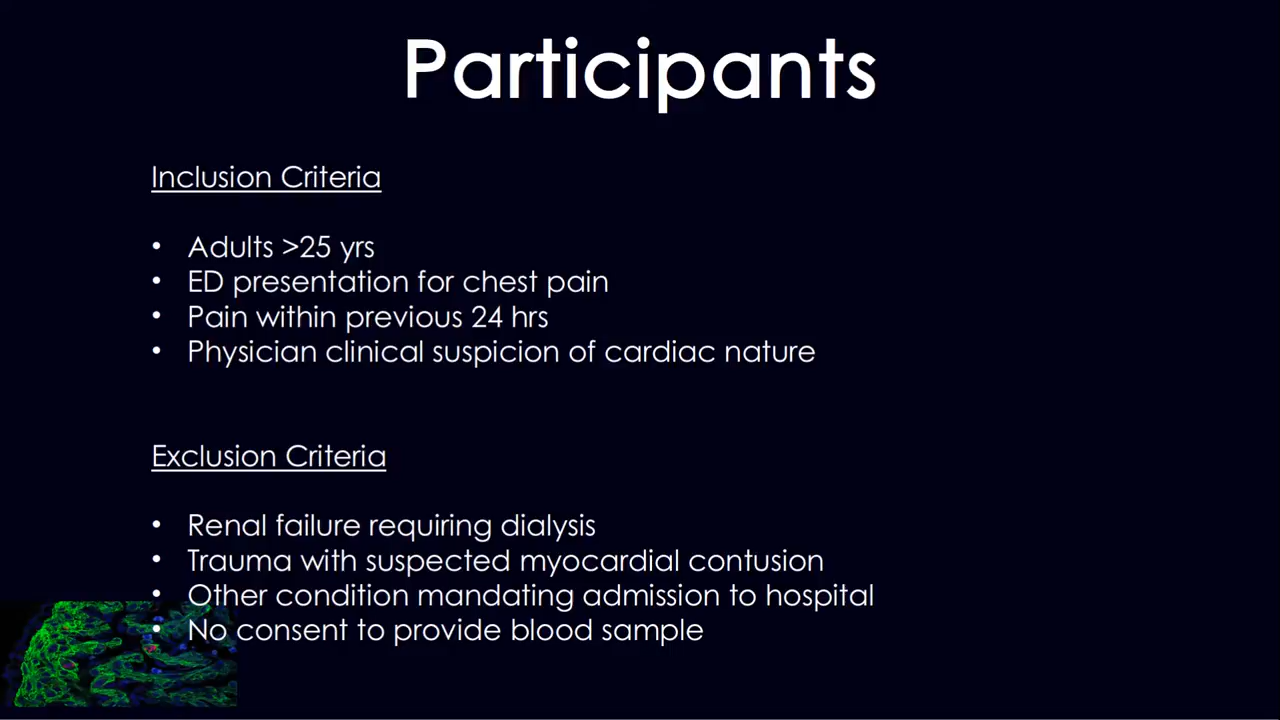 Participants
Inclusion Criteria
• Adults >25 yrs
• ED presentation for chest pain
• Pain within previous 24 hrs
• Physician clinical suspicion of cardiac nature
Exclusion Criteria
• Renal failure requiring dialysis
• Trauma with suspected myocardial contusion
• Other condition mandating admission to hospital
• No consent to provide blood sample